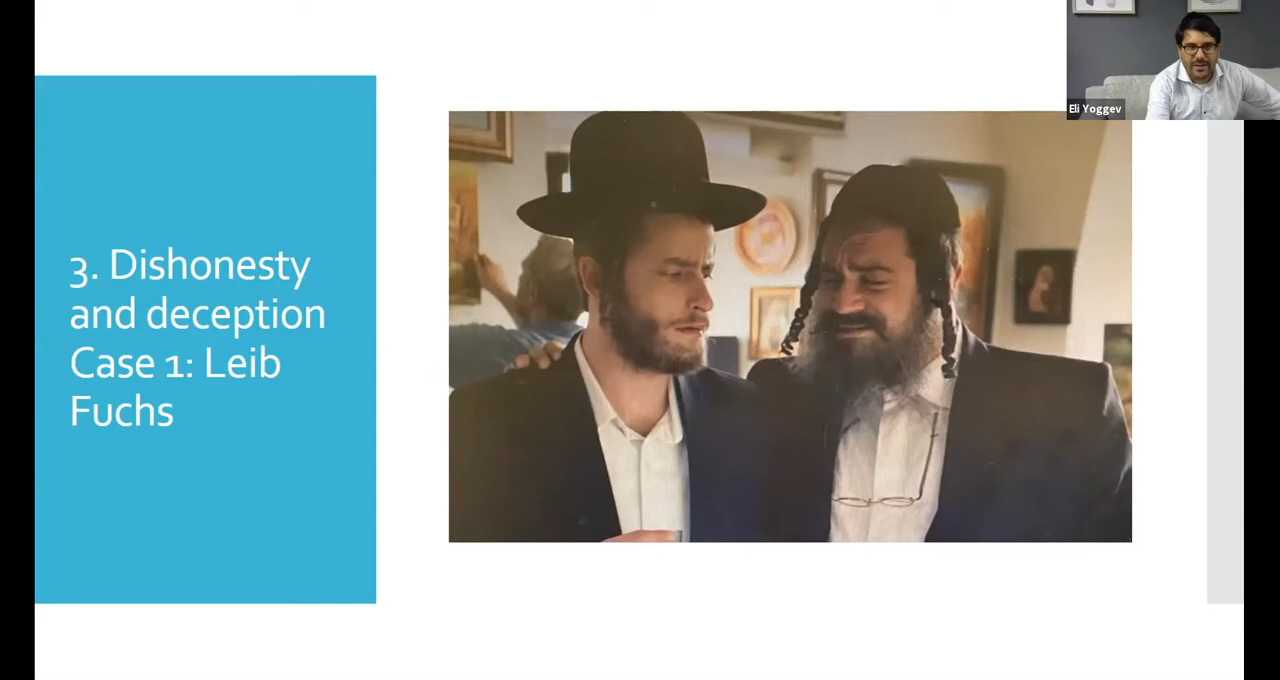 Eli Yoggev
3. Dishonesty
and deception
Case 1: Leib
Fuchs